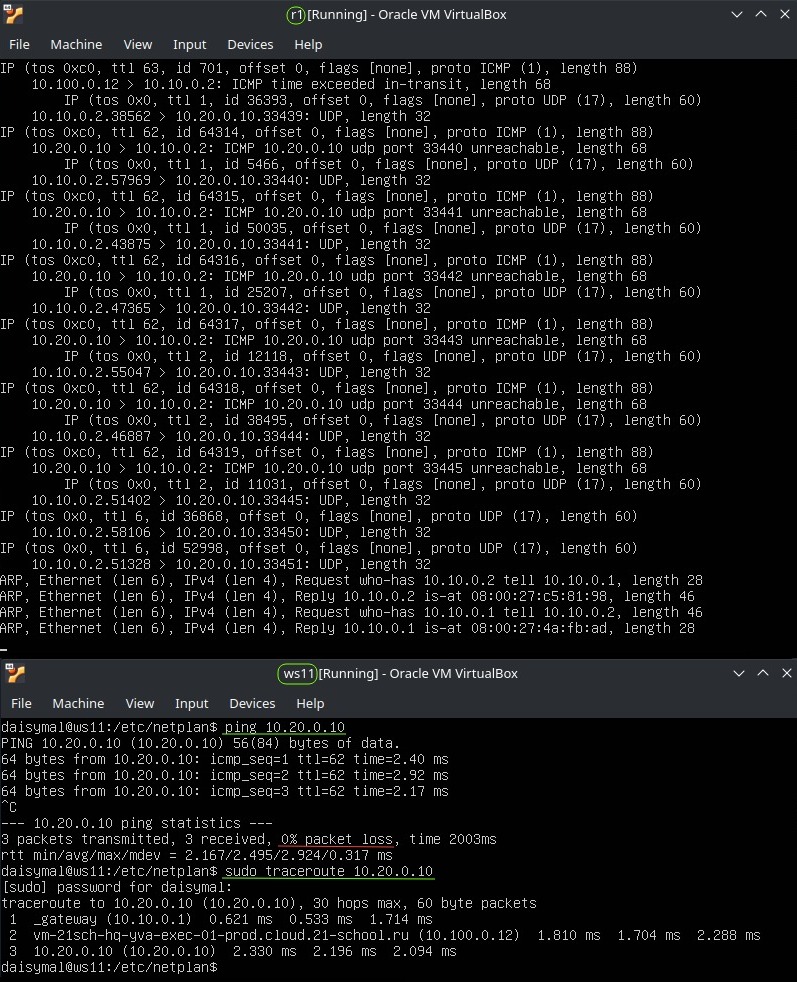 r1 [Running] - Oracle VM VirtualBox
File Machine View Input Devices Help
IP (tos 0xc0, ttl 63, id 701, offset 0, flags [none], proto ICMP (1), length 88)
10.100.0.12 > 10.10.0.2: ICMP time exceeded in-transit, length 68
IP (tos 0x0, ttl 1, id 36393, offset 0, flags [none], proto UDP (17), length 60)
10.10.0.2.38562 > 10.20.0.10.33439: UDP, length 32
IP (tos 0xc0, ttl 62, id 64314, offset 0, flags [none], proto ICMP (1), length 88)
10.20.0.10 > 10.10.0.2: ICMP 10.20.0.10 udp port 33440 unreachable, length 68
IP (tos 0x0, ttl 1, id 5466, offset 0, flags [none], proto UDP (17), length 60)
10.10.0.2.57969 > 10.20.0.10.33440: UDP, length 32
IP (tos 0xc0, ttl 62, id 64315, offset 0, flags [none], proto ICMP (1), length 88)
10.20.0.10 > 10.10.0.2: ICMP 10.20.0.10 udp port 33441 unreachable, length 68
IP (tos 0x0, ttl 1, id 50035, offset 0, flags [none], proto UDP (17), length 60)
10.10.0.2.43875 > 10.20.0.10.33441: UDP, length 32
IP (tos 0xc0, ttl 62, id 64316, offset 0, flags [none], proto ICMP (1), length 88)
10.20.0.10 > 10.10.0.2: ICMP 10.20.0.10 udp port 33442 unreachable, length 68
IP (tos 0x0, ttl 1, id 25207, offset 0, flags [none], proto UDP (17), length 60)
10.10.0.2.47365 > 10.20.0.10.33442: UDP, length 32
IP (tos 0xc0, ttl 62, id 64317, offset 0, flags [none], proto ICMP (1), length 88)
10.20.0.10 > 10.10.0.2: ICMP 10.20.0.10 udp port 33443 unreachable, length 68
IP (tos 0x0, ttl 2, id 12118, offset 0, flags [none], proto UDP (17), length 60)
10.10.0.2.55047 > 10.20.0.10.33443: UDP, length 32
IP (tos 0xc0, ttl 62, id 64318, offset 0, flags [none], proto ICMP (1), length 88)
10.20.0.10 > 10.10.0.2: ICMP 10.20.0.10 udp port 33444 unreachable, length 68
IP (tos 0x0, ttl 2, id 38495, offset 0, flags [none], proto UDP (17), length 60)
10.10.0.2.46887 > 10.20.0.10.33444: UDP, length 32
IP (tos 0xc0, ttl 62, id 64319, offset 0, flags [none], proto ICMP (1), length 88)
10.20.0.10 > 10.10.0.2: ICMP 10.20.0.10 udp port 33445 unreachable, length 68
IP (tos 0x0, ttl 2, id 11031, offset 0, flags [none], proto UDP (17), length 60)
10.10.0.2.51402 > 10.20.0.10.33445: UDP, length 32
IP (tos 0x0, ttl 6, id 36868, offset 0, flags [none], proto UDP (17), length 60)
10.10.0.2.58106 > 10.20.0.10.33450: UDP, length 32
IP (tos 0x0, ttl 6, id 52998, offset 0, flags [none], proto UDP (17), length 60)
10.10.0.2.51328 > 10.20.0.10.33451: UDP, length 32
ARP, Ethernet (len 6), IPv4 (len 4), Request who-has 10.10.0.2 tell 10.10.0.1, length 28
ARP, Ethernet (len 6), IPv4 (len 4), Reply 10.10.0.2 is-at 08:00:27:c5:81:98, length 46
ARP, Ethernet (len 6), IPv4 (len 4), Request who-has 10.10.0.1 tell 10.10.0.2, length 46
ARP, Ethernet (len 6), IPv4 (len 4), Reply 10.10.0.1 is-at 08:00:27:4a:fb:ad, length 28
ws11 [Running] - Oracle VM VirtualBox
File Machine View Input Devices Help
daisymal@ws11:/etc/netplan$ ping 10.20.0.10
PING 10.20.0.10 (10.20.0.10) 56(84) bytes of data.
64 bytes from 10.20.0.10: icmp_seq=1 ttl=62 time=2.40 ms
64 bytes from 10.20.0.10: icmp_seq=2 ttl=62 time=2.92 ms
64 bytes from 10.20.0.10: icmp_seq=3 ttl=62 time=2.17 ms
^C
--- 10.20.0.10 ping statistics ---
3 packets transmitted, 3 received, 0% packet loss, time 2003ms
rtt min/avg/max/mdev = 2.167/2.495/2.924/0.317 ms
daisymal@ws11:/etc/netplan$ sudo traceroute 10.20.0.10
[sudo] password for daisymal:
traceroute to 10.20.0.10 (10.20.0.10), 30 hops max, 60 byte packets
1 _gateway (10.10.0.1) 0.621 ms 0.533 ms 1.714 ms
2 vm-21sch-hq-yva-exec-01-prod.cloud.21-school.ru (10.100.0.12) 1.810 ms 1.704 ms 2.288 ms
3 10.20.0.10 (10.20.0.10) 2.330 ms 2.196 ms 2.094 ms
daisymal@ws11:/etc/netplan$